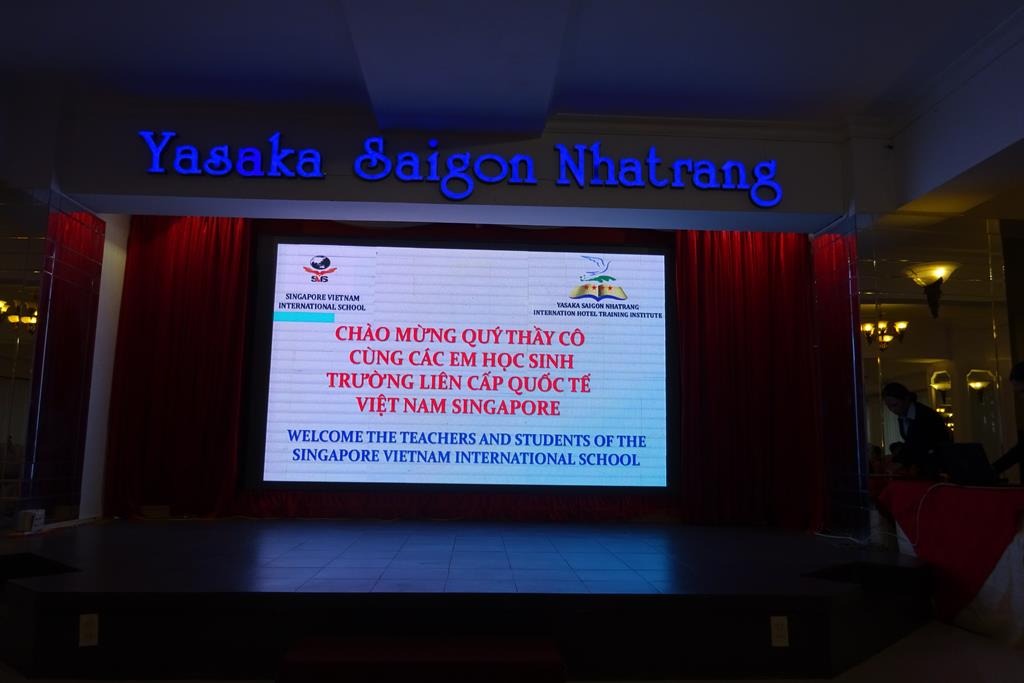 Yasaka Saigon Nhatrang
SVIS
SINGAPORE VIETNAM
INTERNATIONAL SCHOOL
YASAKA SAIGON NHATRANG
INTERNATION HOTEL TRAINING INSTITUTE
CHÀO MỪNG QUÝ THẦY CÔ
CÙNG CÁC EM HỌC SINH
TRƯỜNG LIÊN CẤP QUỐC TẾ
VIỆT NAM SINGAPORE
WELCOME THE TEACHERS AND STUDENTS OF THE
SINGAPORE VIETNAM INTERNATIONAL SCHOOL